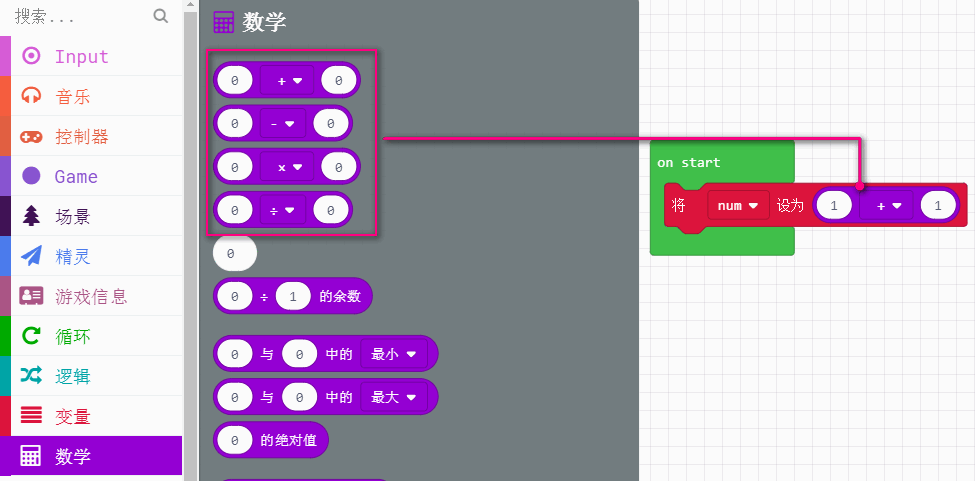 搜索...
Input
音乐
控制器
Game
场景
精灵
游戏信息
循环
逻辑
变量
数学
数学
0 + 0
0 - 0
0 x 0
0 ÷ 0
0
0 ÷ 1 的余数
0 与 0 中的 最小
0 与 0 中的 最大
0 的绝对值
on start
将 num 设为 1 + 1